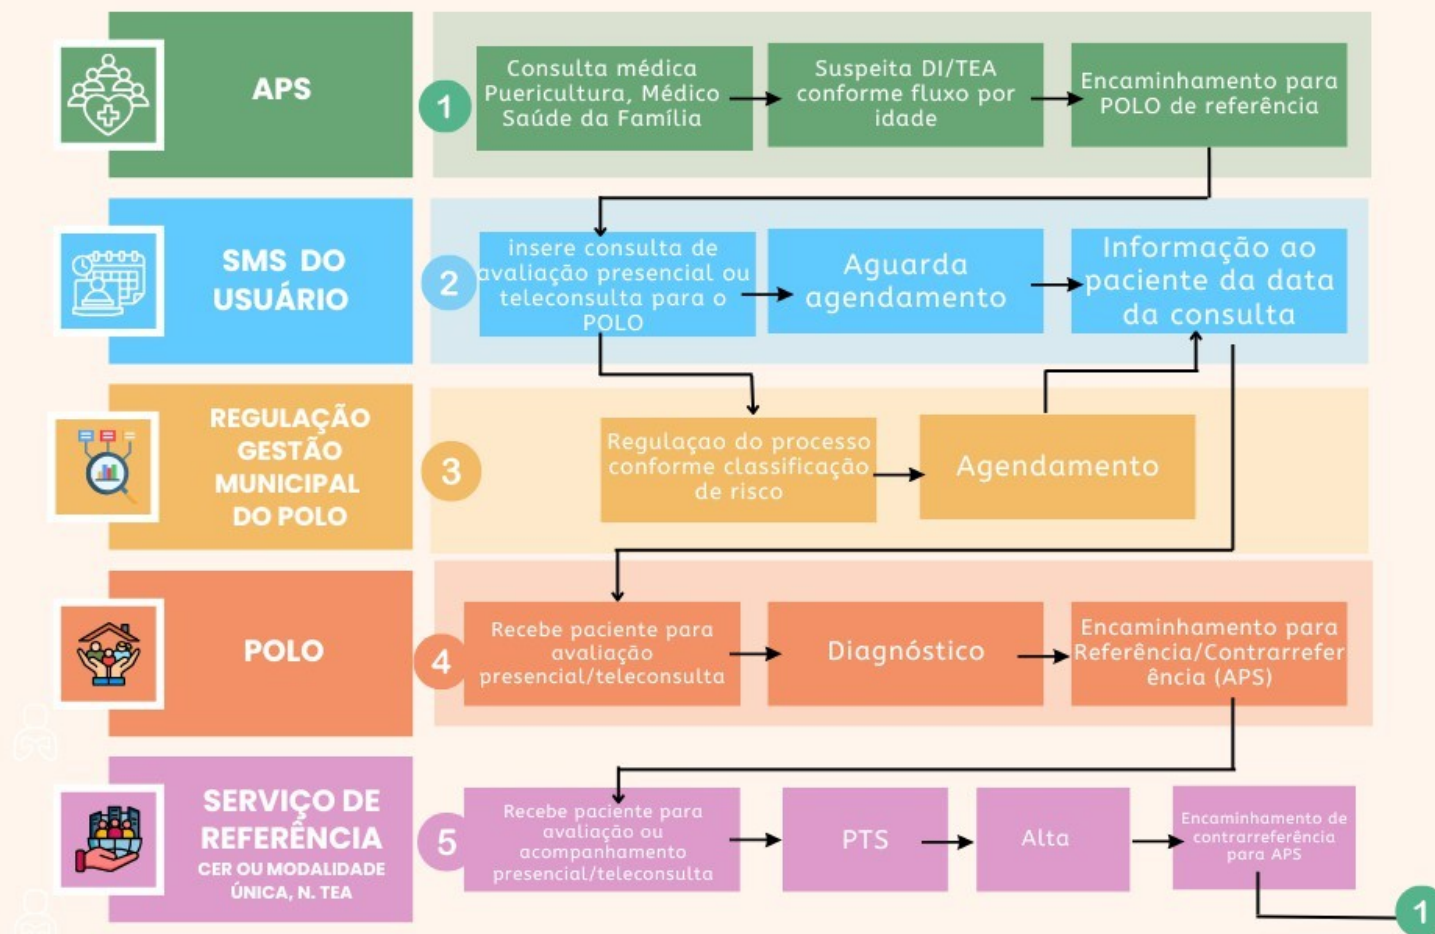 APS
1
Consulta médica
Puericultura, Médico
Saúde da Família
Suspeita DI/TEA
conforme fluxo por
idade
Encaminhamento para
POLO de referência
SMS DO
USUÁRIO
2
insere consulta de
avaliação presencial ou
teleconsulta para o
POLO
Aguarda
agendamento
Informação ao
paciente da data
da consulta
REGULAÇÃO
GESTÃO
MUNICIPAL
DO POLO
3
Regulaçao do processo
conforme classificação
de risco
Agendamento
POLO
4
Recebe paciente para
avaliação
presencial/teleconsulta
Diagnóstico
Encaminhamento para
Referência/Contrarrefer
ência (APS)
SERVIÇO DE
REFERÊNCIA
CER OU MODALIDADE
ÚNICA, N. TEA
5
Recebe paciente para
avaliação ou
acompanhamento
presencial/teleconsulta
PTS
Alta
Encaminhamento de
contrarreferência
para APS
1